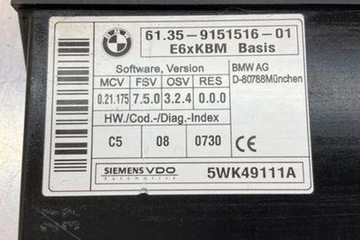 61.35-9151516-01
E6xKBM Basis
Software, Version
BMW AG
D-80788München
MCV FSV OSV RES
0.21.175 7.5.0 3.2.4 0.0.0
HW./Cod.-/Diag.-Index
C5 08 0730
SIEMENS VDO
Automotive
5WK49111A